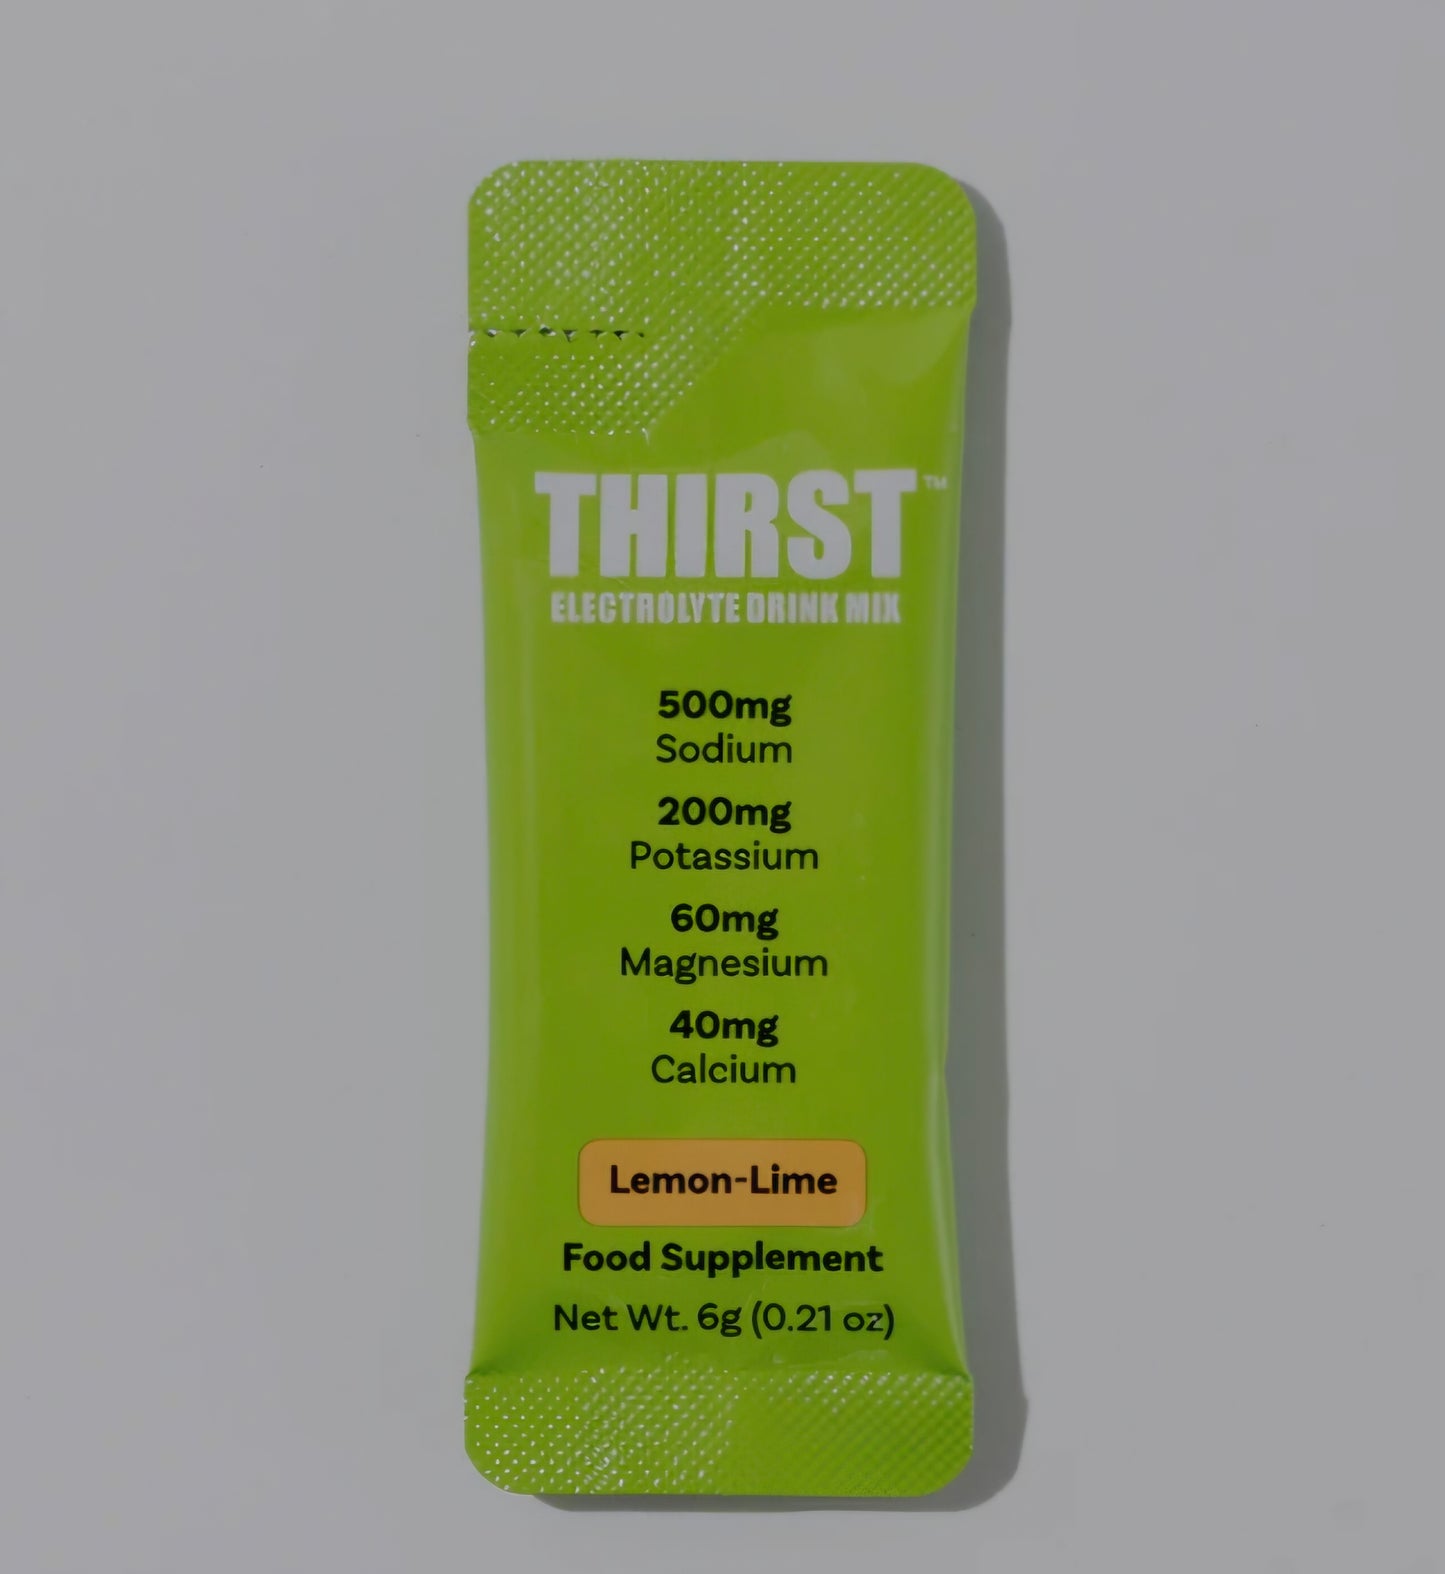 THIRST™
ELECTROLYTE DRINK MIX
500mg
Sodium
200mg
Potassium
60mg
Magnesium
40mg
Calcium
Lemon-Lime
Food Supplement
Net Wt. 6g (0.21 oz)